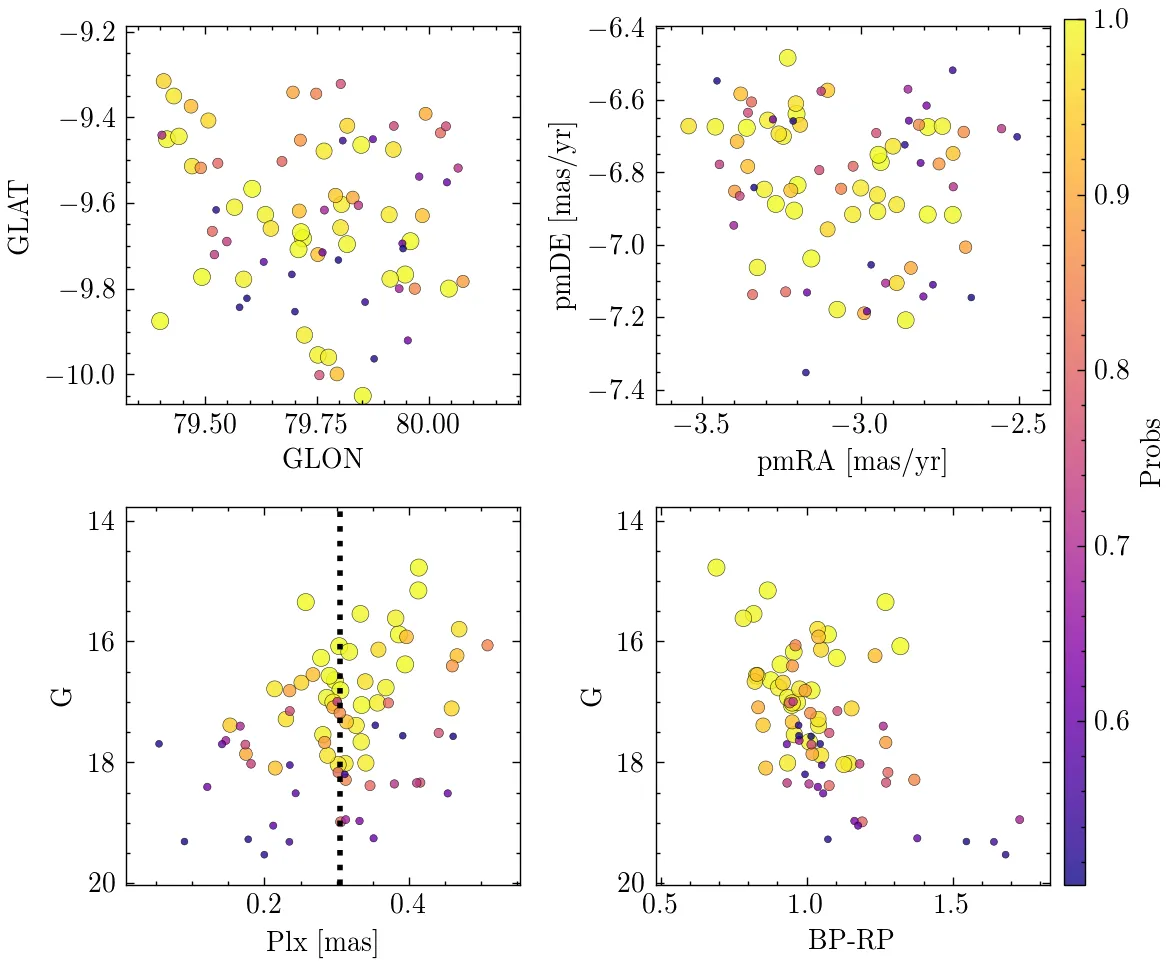 −9.2
−9.4
−9.6
−9.8
−10.0
GLAT
79.50 79.75 80.00
GLON
−6.4
−6.6
−6.8
−7.0
−7.2
−7.4
pmDE [mas/yr]
−3.5 −3.0 −2.5
pmRA [mas/yr]
14
16
18
20
G
0.2 0.4
Plx [mas]
14
16
18
20
G
0.5 1.0 1.5
BP-RP
1.0
0.9
0.8
0.7
0.6
Probs